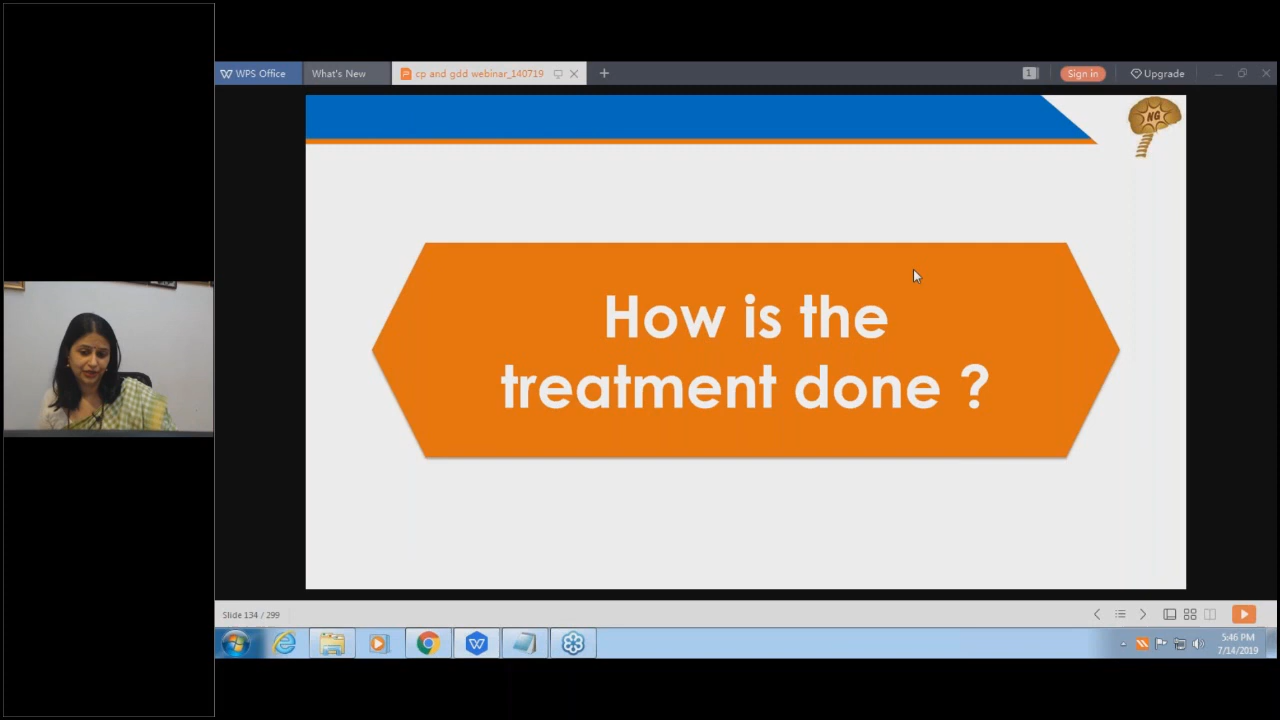 WPS Office
What's New
cp and gdd webinar_140719
1
Sign in
Upgrade
NG
How is the
treatment done ?
Slide 134 / 299
5:46 PM
7/14/2019